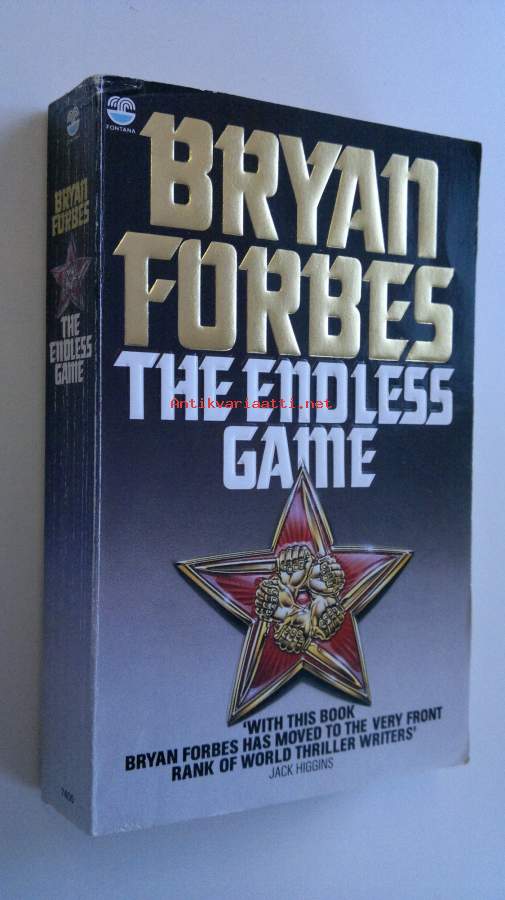 FONTANA
BRYAN
FORBES
THE
ENDLESS
GAME
FONTANA
BRYAN
FORBES
THE ENDLESS
GAME
Antikvariaatti.net
'WITH THIS BOOK
BRYAN FORBES HAS MOVED TO THE VERY FRONT
RANK OF WORLD THRILLER WRITERS'
JACK HIGGINS